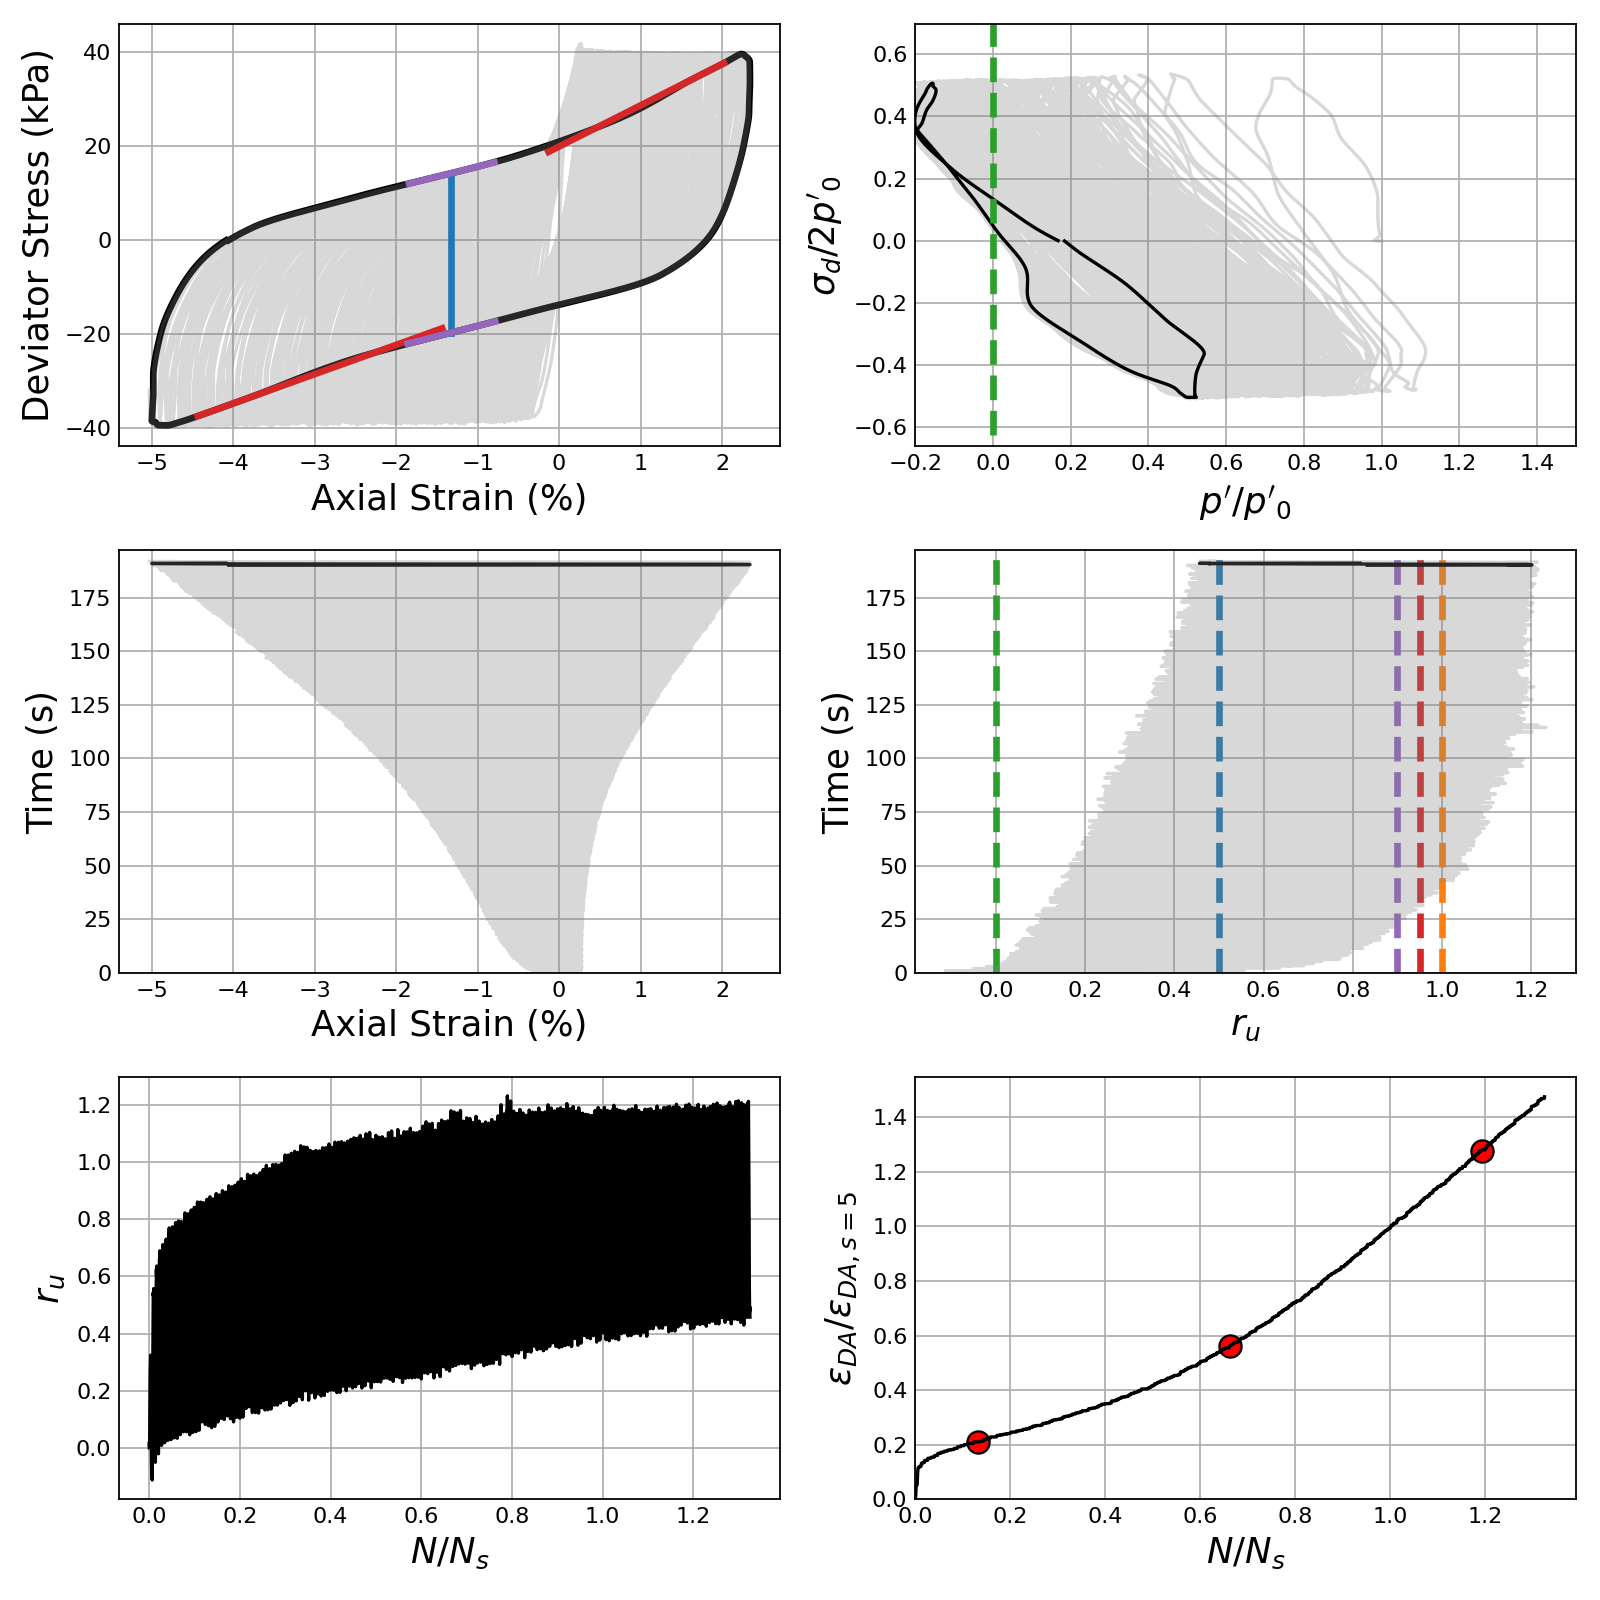 40
20
0
−20
−40
Deviator Stress (kPa)
−5 −4 −3 −2 −1 0 1 2
Axial Strain (%)
0.6
0.4
0.2
0.0
−0.2
−0.4
−0.6
σd/2p′0
−0.2 0.0 0.2 0.4 0.6 0.8 1.0 1.2 1.4
p′/p′0
175
150
125
100
75
50
25
0
Time (s)
−5 −4 −3 −2 −1 0 1 2
Axial Strain (%)
175
150
125
100
75
50
25
0
Time (s)
0.0 0.2 0.4 0.6 0.8 1.0 1.2
ru
1.2
1.0
0.8
0.6
0.4
0.2
0.0
ru
0.0 0.2 0.4 0.6 0.8 1.0 1.2
N/Ns
1.4
1.2
1.0
0.8
0.6
0.4
0.2
0.0
εDA/εDA, s = 5
0.0 0.2 0.4 0.6 0.8 1.0 1.2
N/Ns